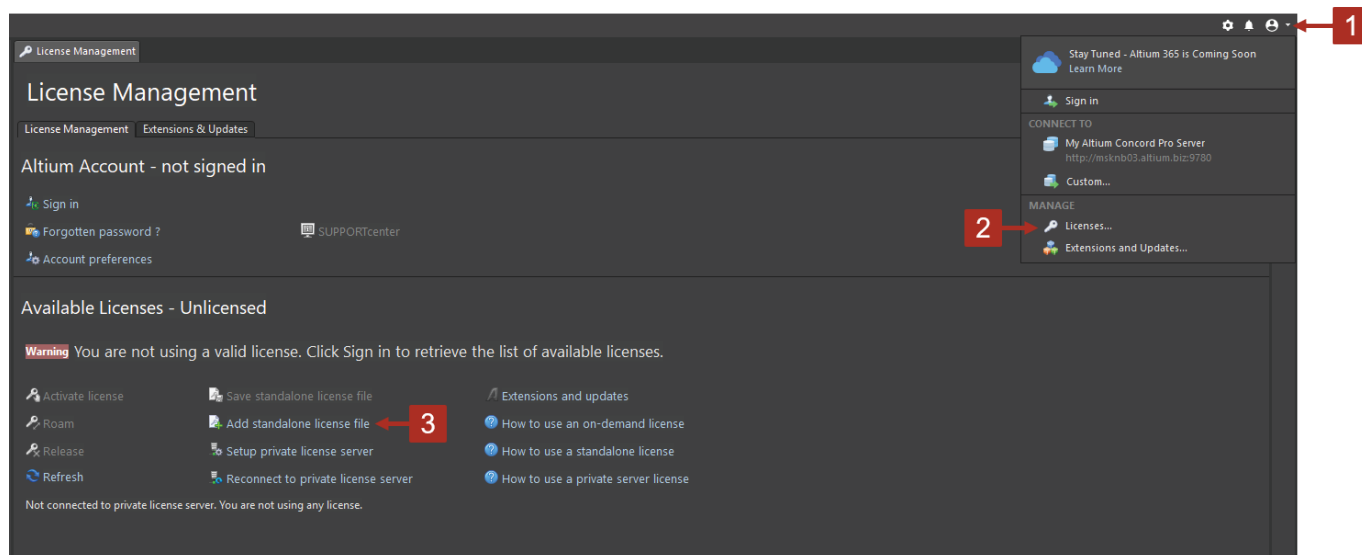 1
License Management
Stay Tuned - Altium 365 is Coming Soon
Learn More
License Management
Sign in
License Management
Extensions & Updates
CONNECT TO
My Altium Concord Pro Server
http://msknb03.altium.biz:9780
Altium Account - not signed in
Custom...
Sign in
MANAGE
2
Licenses...
Forgotten password ?
SUPPORTcenter
Extensions and Updates...
Account preferences
Available Licenses - Unlicensed
Warning You are not using a valid license. Click Sign in to retrieve the list of available licenses.
Activate license
Save standalone license file
Extensions and updates
Roam
Add standalone license file
3
How to use an on-demand license
Release
Setup private license server
How to use a standalone license
Refresh
Reconnect to private license server
How to use a private server license
Not connected to private license server. You are not using any license.